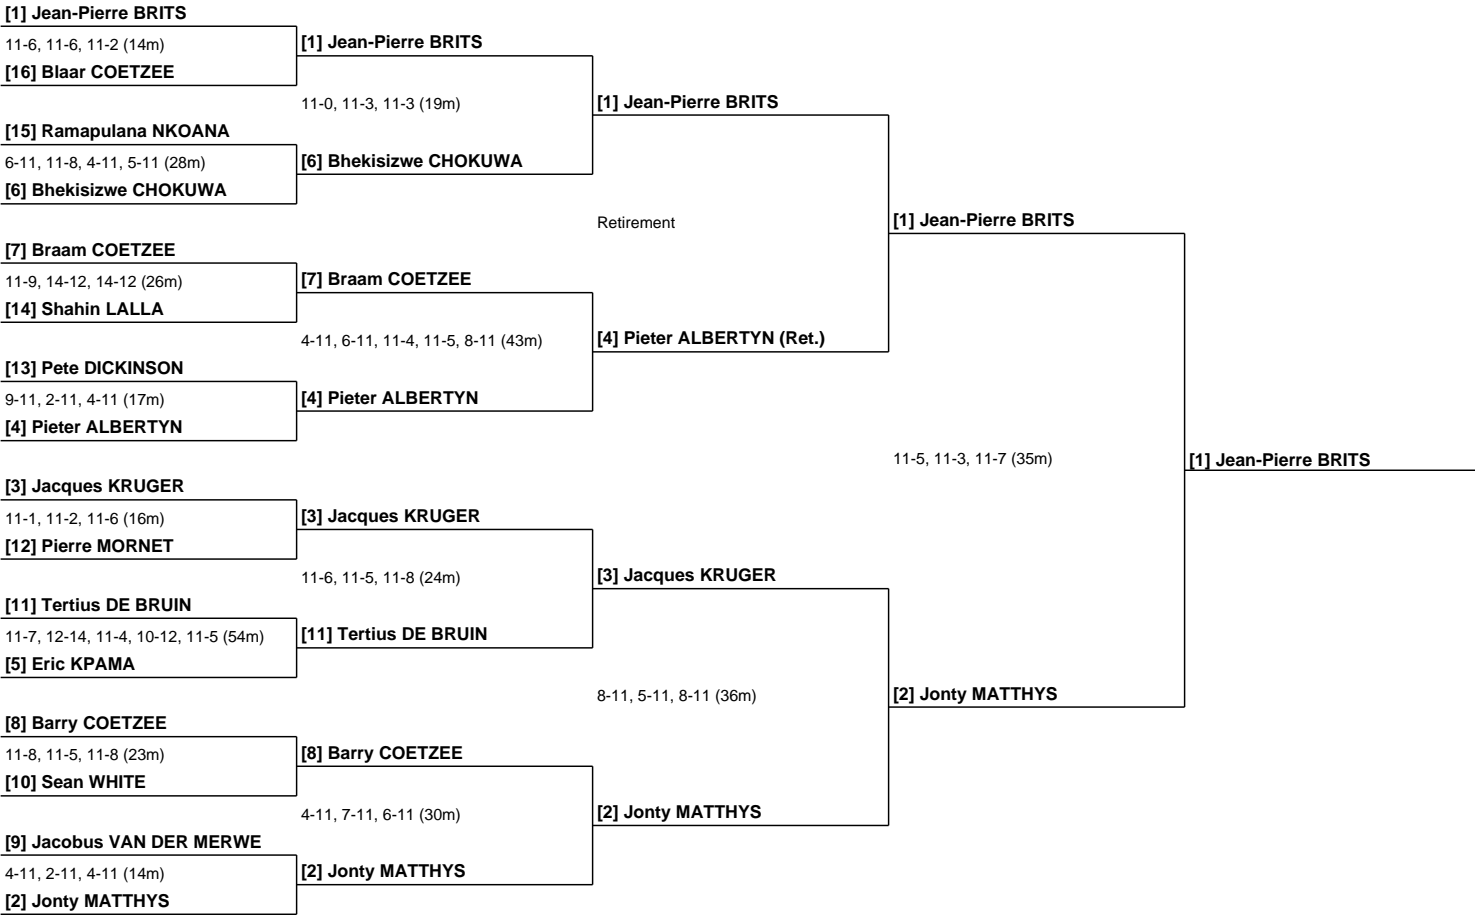 [1] Jean-Pierre BRITS
11-6, 11-6, 11-2 (14m)
[16] Blaar COETZEE
[15] Ramapulana NKOANA
6-11, 11-8, 4-11, 5-11 (28m)
[6] Bhekisizwe CHOKUWA
[7] Braam COETZEE
11-9, 14-12, 14-12 (26m)
[14] Shahin LALLA
[13] Pete DICKINSON
9-11, 2-11, 4-11 (17m)
[4] Pieter ALBERTYN
[3] Jacques KRUGER
11-1, 11-2, 11-6 (16m)
[12] Pierre MORNET
[11] Tertius DE BRUIN
11-7, 12-14, 11-4, 10-12, 11-5 (54m)
[5] Eric KPAMA
[8] Barry COETZEE
11-8, 11-5, 11-8 (23m)
[10] Sean WHITE
[9] Jacobus VAN DER MERWE
4-11, 2-11, 4-11 (14m)
[2] Jonty MATTHYS
[1] Jean-Pierre BRITS
11-0, 11-3, 11-3 (19m)
[6] Bhekisizwe CHOKUWA
[7] Braam COETZEE
4-11, 6-11, 11-4, 11-5, 8-11 (43m)
[4] Pieter ALBERTYN
[3] Jacques KRUGER
11-6, 11-5, 11-8 (24m)
[11] Tertius DE BRUIN
[8] Barry COETZEE
4-11, 7-11, 6-11 (30m)
[2] Jonty MATTHYS
[1] Jean-Pierre BRITS
Retirement
[4] Pieter ALBERTYN (Ret.)
[3] Jacques KRUGER
8-11, 5-11, 8-11 (36m)
[2] Jonty MATTHYS
[1] Jean-Pierre BRITS
11-5, 11-3, 11-7 (35m)
[2] Jonty MATTHYS
[1] Jean-Pierre BRITS